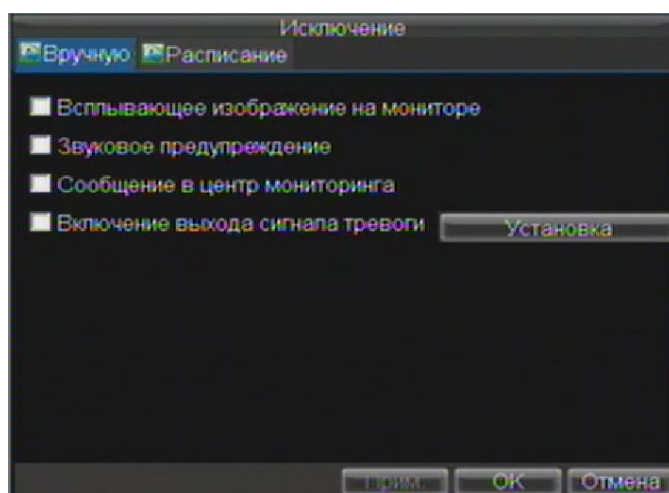 Исключение
Вручную Расписание
Всплывающее изображение на мониторе
Звуковое предупреждение
Сообщение в центр мониторинга
Включение выхода сигнала тревоги Установка
Прим. OK Отмена